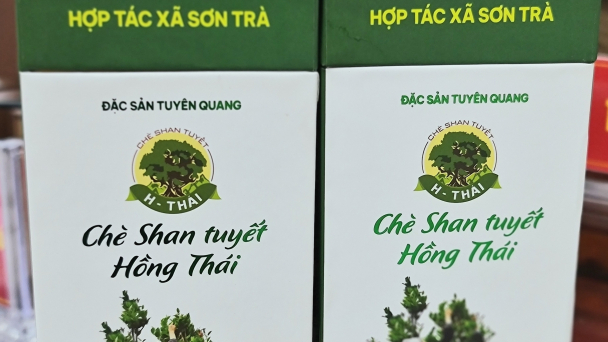 HỢP TÁC XÃ SƠN TRÀ
ĐẶC SẢN TUYÊN QUANG
CHÈ SHAN TUYẾT
H - THÁI
Chè Shan tuyết
Hồng Thái
HỢP TÁC XÃ SƠN TRÀ
ĐẶC SẢN TUYÊN QUANG
CHÈ SHAN TUYẾT
H - THÁI
Chè Shan tuyết
Hồng Thái